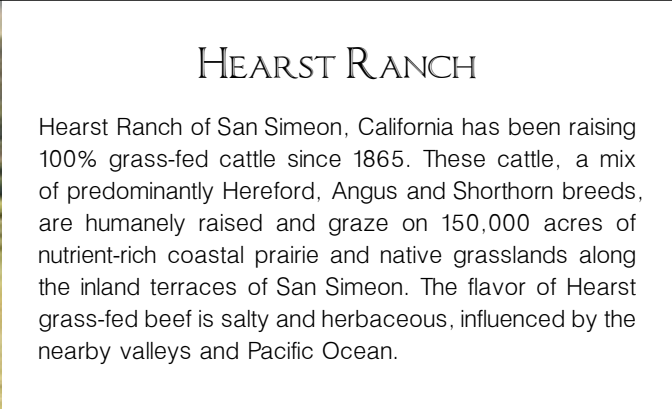 HEARST RANCH
Hearst Ranch of San Simeon, California has been raising
100% grass-fed cattle since 1865. These cattle, a mix
of predominantly Hereford, Angus and Shorthorn breeds,
are humanely raised and graze on 150,000 acres of
nutrient-rich coastal prairie and native grasslands along
the inland terraces of San Simeon. The flavor of Hearst
grass-fed beef is salty and herbaceous, influenced by the
nearby valleys and Pacific Ocean.